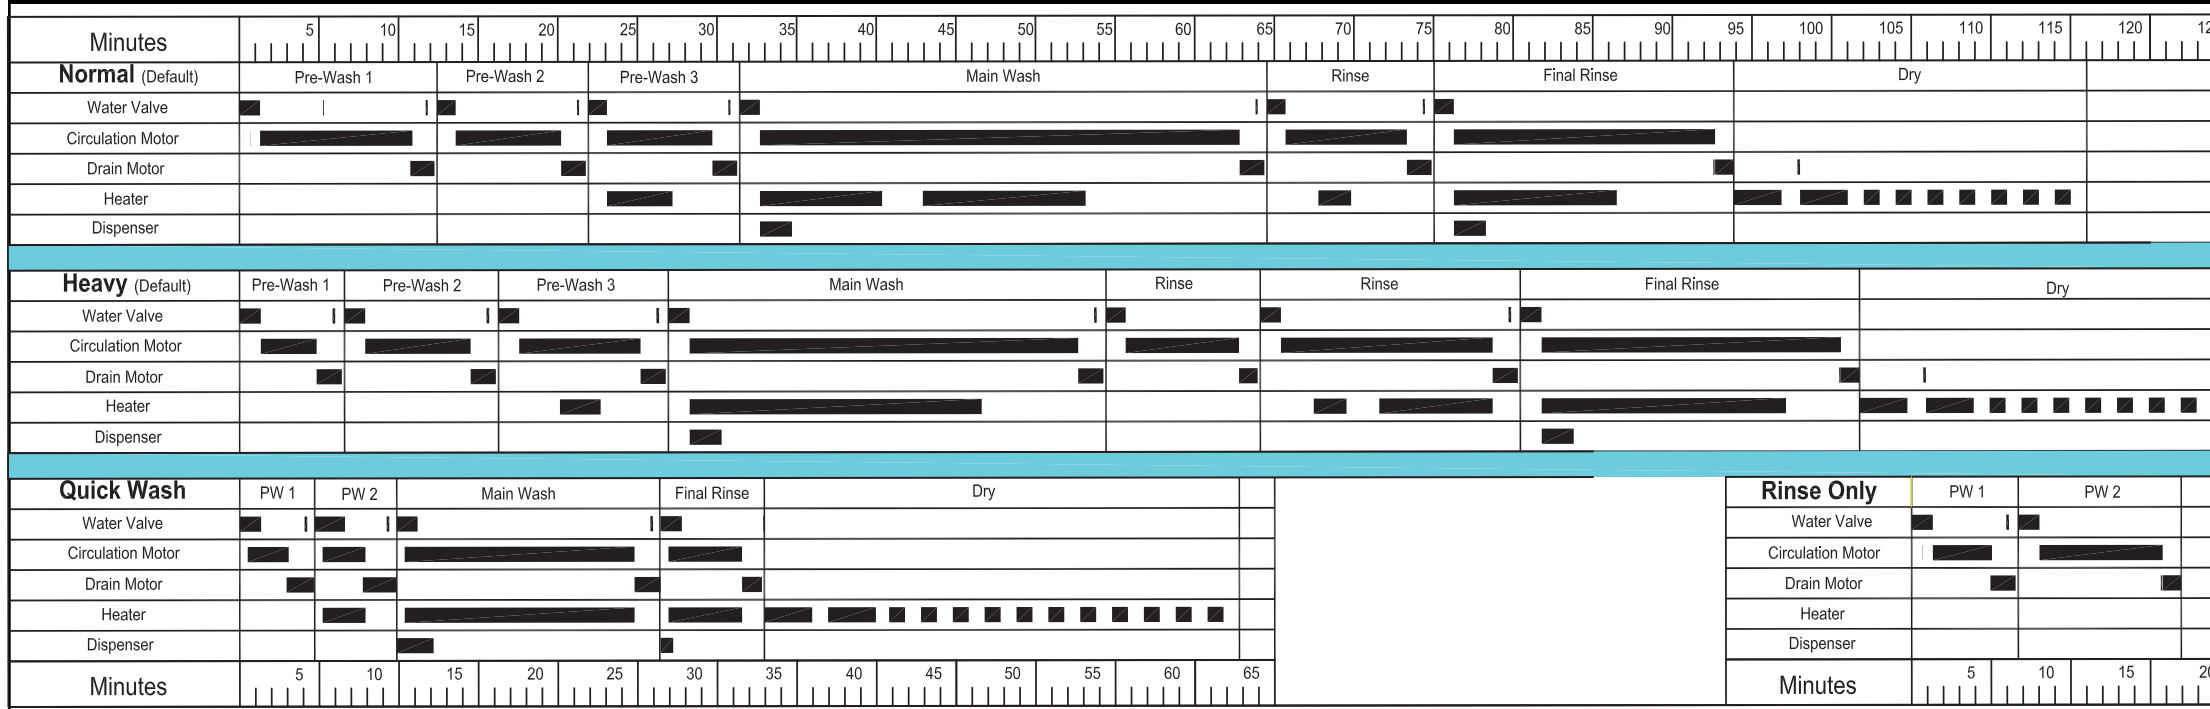 Minutes 5 10 15 20 25 30 35 40 45 50 55 60 65 70 75 80 85 90 95 100 105 110 115 120
Normal (Default) Pre-Wash 1 Pre-Wash 2 Pre-Wash 3 Main Wash Rinse Final Rinse Dry
Water Valve
Circulation Motor
Drain Motor
Heater
Dispenser
Heavy (Default) Pre-Wash 1 Pre-Wash 2 Pre-Wash 3 Main Wash Rinse Rinse Final Rinse Dry
Water Valve
Circulation Motor
Drain Motor
Heater
Dispenser
Quick Wash PW 1 PW 2 Main Wash Final Rinse Dry Rinse Only PW 1 PW 2
Water Valve Water Valve
Circulation Motor Circulation Motor
Drain Motor Drain Motor
Heater Heater
Dispenser Dispenser
Minutes 5 10 15 20 25 30 35 40 45 50 55 60 65 Minutes 5 10 15 20